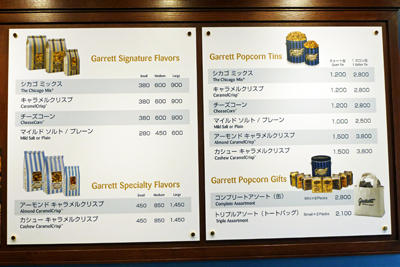 Garrett Signature Flavors
Small Medium Large
シカゴ ミックス
The Chicago Mix®
380 600 900
キャラメルクリスプ
CaramelCrisp®
380 600 900
チーズコーン
CheeseCorn®
380 600 900
マイルド ソルト / プレーン
Mild Salt or Plain
280 450 600
Garrett Specialty Flavors
Small Medium Large
アーモンド キャラメルクリスプ
Almond CaramelCrisp®
450 850 1,450
カシュー キャラメルクリスプ
Cashew CaramelCrisp®
450 850 1,450
Garrett Popcorn Tins
シカゴ ミックス
The Chicago Mix®
1,200 2,800
キャラメルクリスプ
CaramelCrisp®
1,200 2,800
チーズコーン
CheeseCorn®
1,200 2,800
マイルド ソルト / プレーン
Mild Salt or Plain
1,000 2,500
アーモンド キャラメルクリスプ
Almond CaramelCrisp®
1,500 3,800
カシュー キャラメルクリスプ
Cashew CaramelCrisp®
1,500 3,800
Garrett Popcorn Gifts
Garrett
コンプリートアソート（缶）
Complete Assortment
2,800
トリプルアソート（トートバッグ）
Triple Assortment
2,100